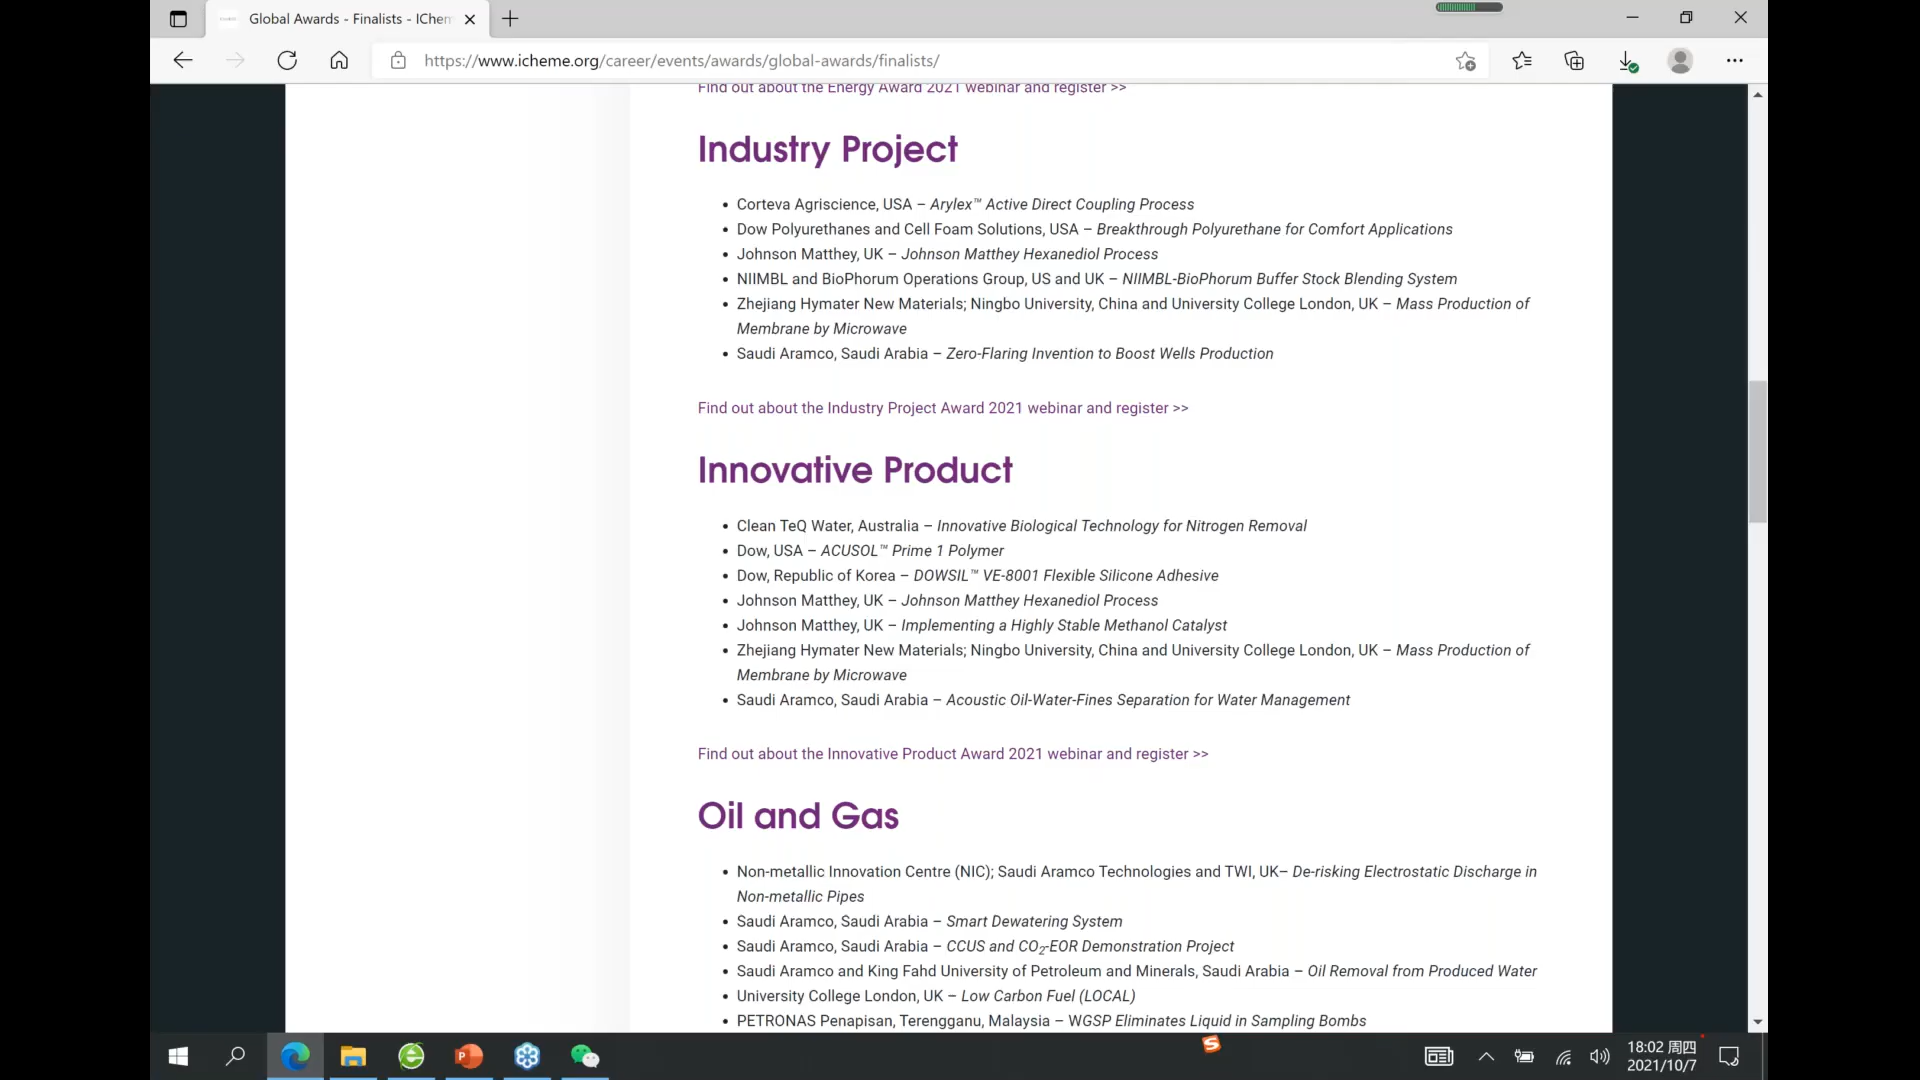 Global Awards - Finalists - IChem
https://www.icheme.org/career/events/awards/global-awards/finalists/
Find out about the Energy Award 2021 webinar and register >>
Industry Project
• Corteva Agriscience, USA – Arylex™ Active Direct Coupling Process
• Dow Polyurethanes and Cell Foam Solutions, USA – Breakthrough Polyurethane for Comfort Applications
• Johnson Matthey, UK – Johnson Matthey Hexanediol Process
• NIIMBL and BioPhorum Operations Group, US and UK – NIIMBL-BioPhorum Buffer Stock Blending System
• Zhejiang Hymater New Materials; Ningbo University, China and University College London, UK – Mass Production of
Membrane by Microwave
• Saudi Aramco, Saudi Arabia – Zero-Flaring Invention to Boost Wells Production
Find out about the Industry Project Award 2021 webinar and register >>
Innovative Product
• Clean TeQ Water, Australia – Innovative Biological Technology for Nitrogen Removal
• Dow, USA – ACUSOL™ Prime 1 Polymer
• Dow, Republic of Korea – DOWSIL™ VE-8001 Flexible Silicone Adhesive
• Johnson Matthey, UK – Johnson Matthey Hexanediol Process
• Johnson Matthey, UK – Implementing a Highly Stable Methanol Catalyst
• Zhejiang Hymater New Materials; Ningbo University, China and University College London, UK – Mass Production of
Membrane by Microwave
• Saudi Aramco, Saudi Arabia – Acoustic Oil-Water-Fines Separation for Water Management
Find out about the Innovative Product Award 2021 webinar and register >>
Oil and Gas
• Non-metallic Innovation Centre (NIC); Saudi Aramco Technologies and TWI, UK– De-risking Electrostatic Discharge in
Non-metallic Pipes
• Saudi Aramco, Saudi Arabia – Smart Dewatering System
• Saudi Aramco, Saudi Arabia – CCUS and CO₂-EOR Demonstration Project
• Saudi Aramco and King Fahd University of Petroleum and Minerals, Saudi Arabia – Oil Removal from Produced Water
• University College London, UK – Low Carbon Fuel (LOCAL)
• PETRONAS Penapisan, Terengganu, Malaysia – WGSP Eliminates Liquid in Sampling Bombs
18:02 周四
2021/10/7